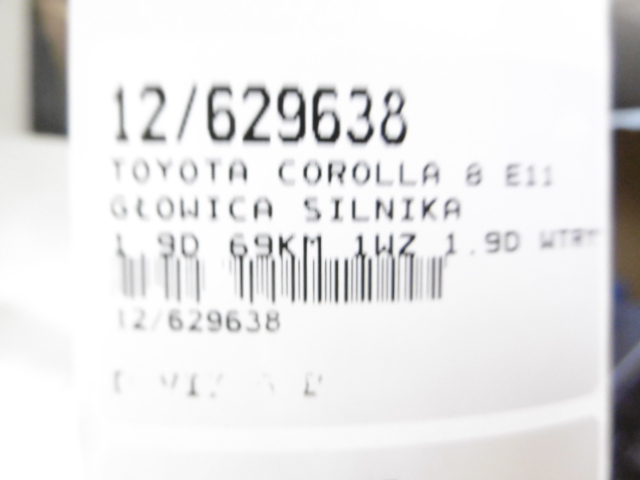 12/629638
TOYOTA COROLLA 8 E11
GŁOWICA SILNIKA
1.9D 69KM 1WZ 1.9D
12/629638